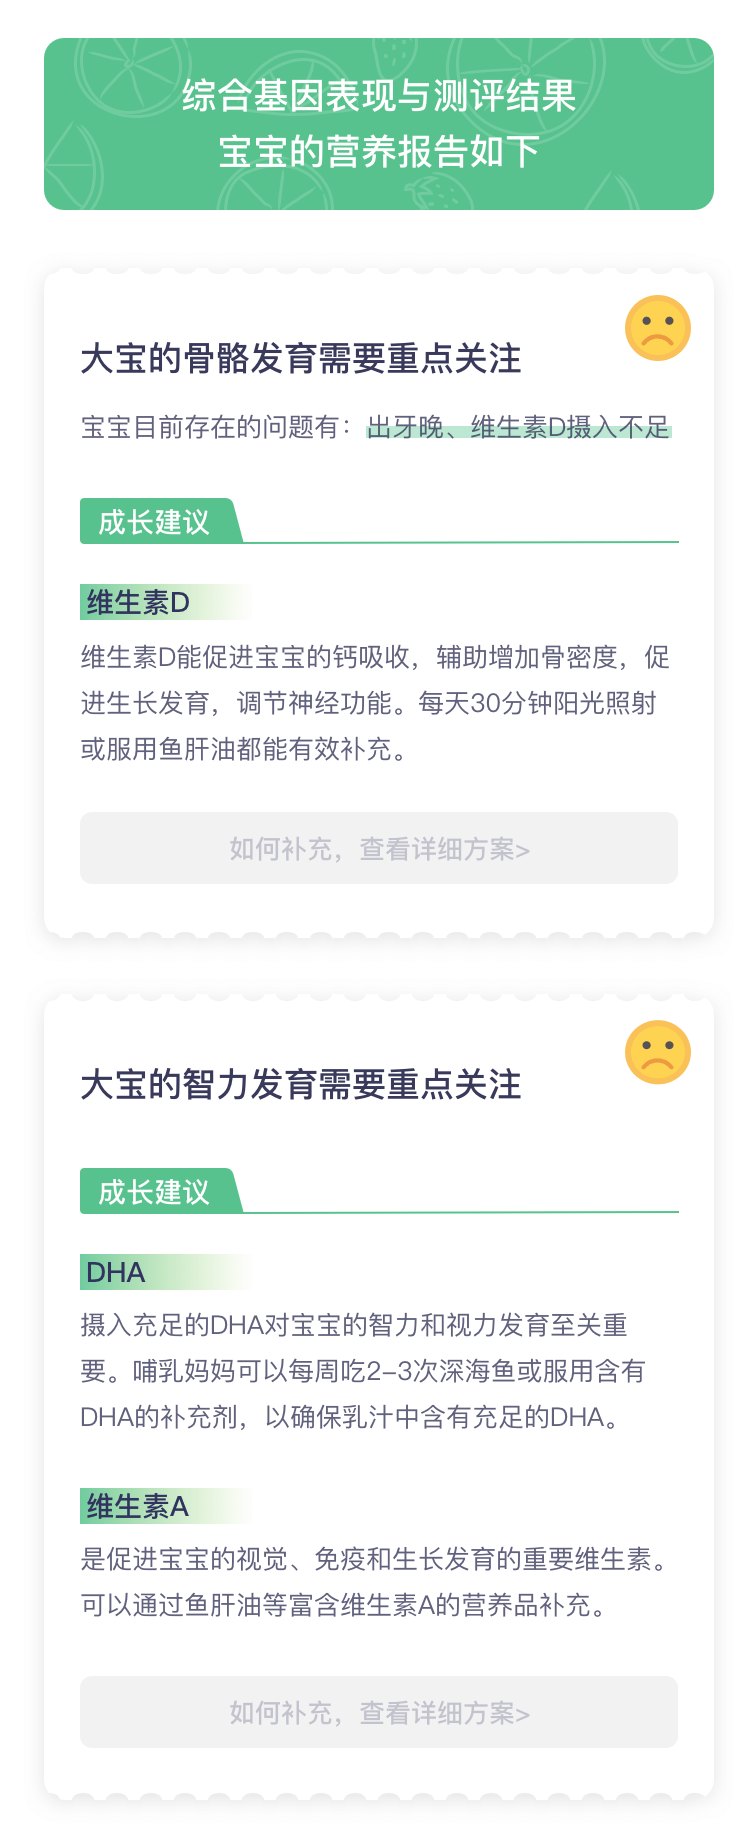 综合基因表现与测评结果
宝宝的营养报告如下
大宝的骨骼发育需要重点关注
宝宝目前存在的问题有：出牙晚、维生素D摄入不足
成长建议
维生素D
维生素D能促进宝宝的钙吸收，辅助增加骨密度，促
进生长发育，调节神经功能。每天30分钟阳光照射
或服用鱼肝油都能有效补充。
如何补充，查看详细方案>
大宝的智力发育需要重点关注
成长建议
DHA
摄入充足的DHA对宝宝的智力和视力发育至关重
要。哺乳妈妈可以每周吃2-3次深海鱼或服用含有
DHA的补充剂，以确保乳汁中含有充足的DHA。
维生素A
是促进宝宝的视觉、免疫和生长发育的重要维生素。
可以通过鱼肝油等富含维生素A的营养品补充。
如何补充，查看详细方案>